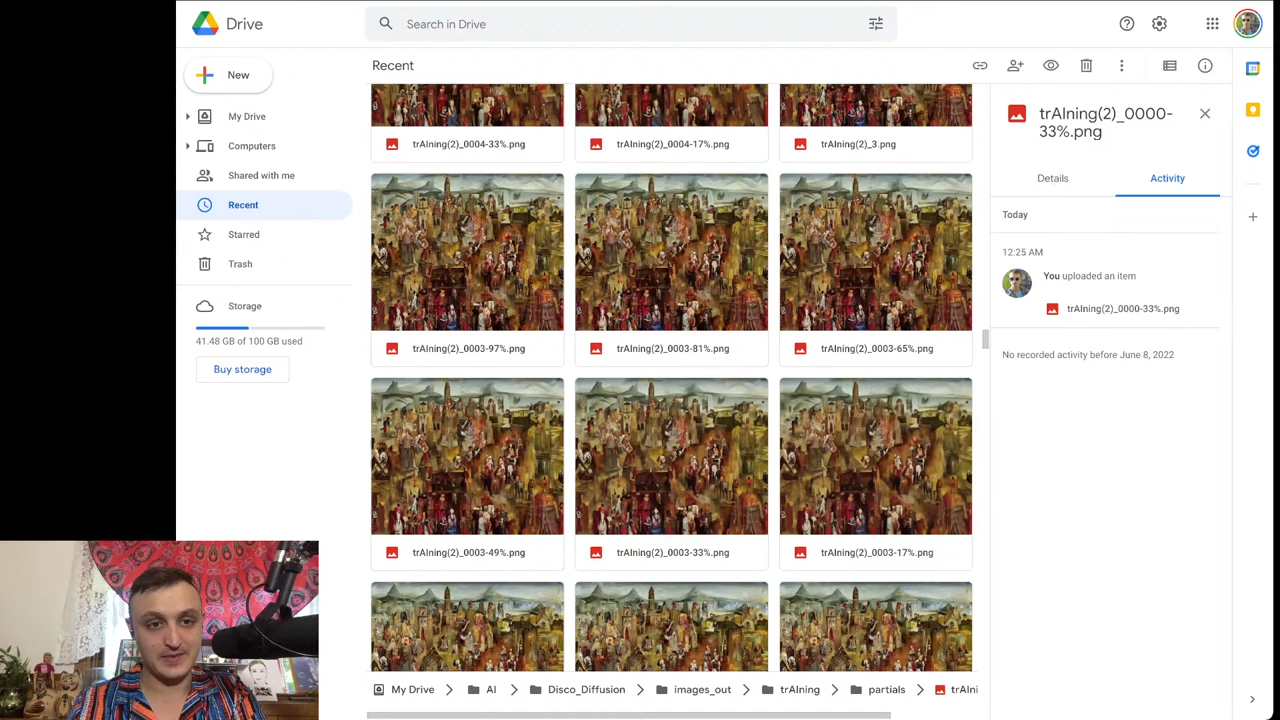 Drive
Search in Drive
New
My Drive
Computers
Shared with me
Recent
Starred
Trash
Storage
41.48 GB of 100 GB used
Buy storage
Recent
trAIning(2)_0004-33%.png
trAIning(2)_0004-17%.png
trAIning(2)_3.png
trAIning(2)_0003-97%.png
trAIning(2)_0003-81%.png
trAIning(2)_0003-65%.png
trAIning(2)_0003-49%.png
trAIning(2)_0003-33%.png
trAIning(2)_0003-17%.png
My Drive
AI
Disco_Diffusion
images_out
trAIning
partials
trAIni
trAIning(2)_0000-
33%.png
Details
Activity
Today
12:25 AM
You uploaded an item
trAIning(2)_0000-33%.png
No recorded activity before June 8, 2022
31